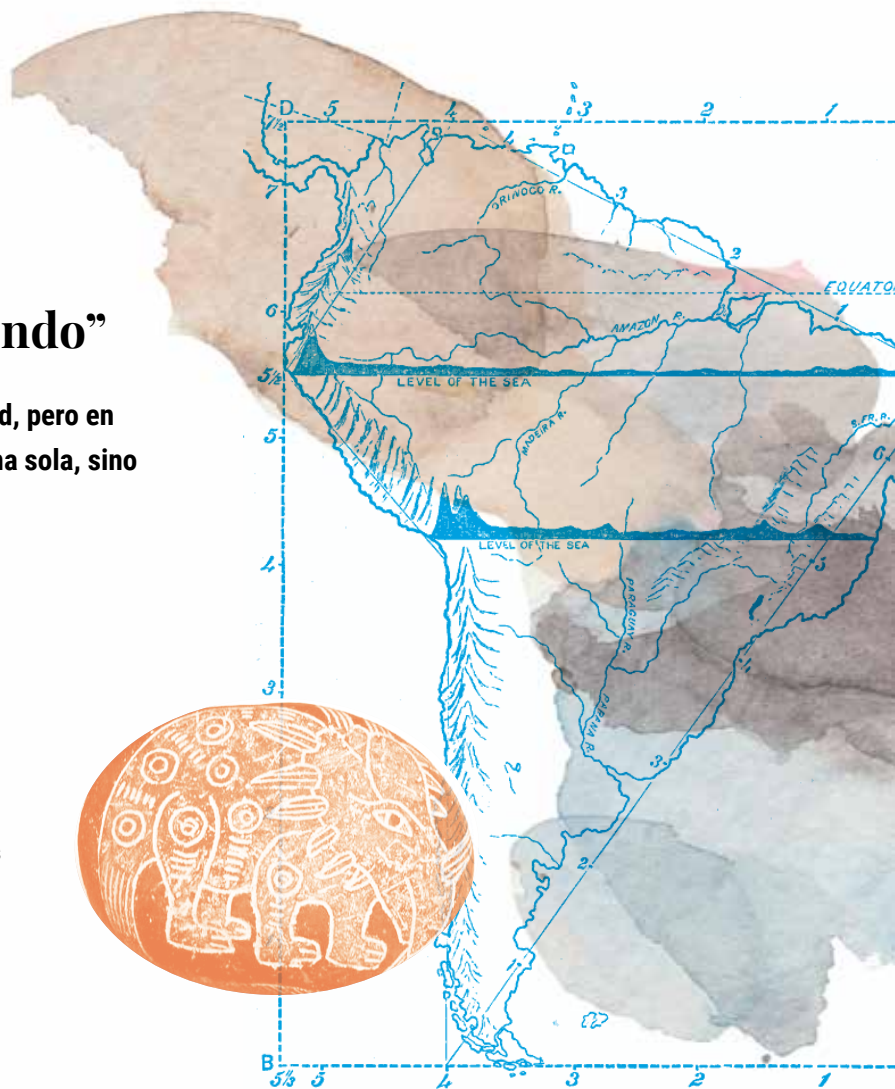 D 5 4 3 2 1
7½
4
7
ORINOCO R.
3
2
6
EQUATO
1
ndo”
AMAZON R.
5½
LEVEL OF THE SEA
d, pero en
5
MADEIRA R.
S. FR. R.
na sola, sino
6
LEVEL OF THE SEA
4
5
PARAGUAY R.
4
3
PARANA R.
3
2
1
B
5⅓ 5 4 3 2 1